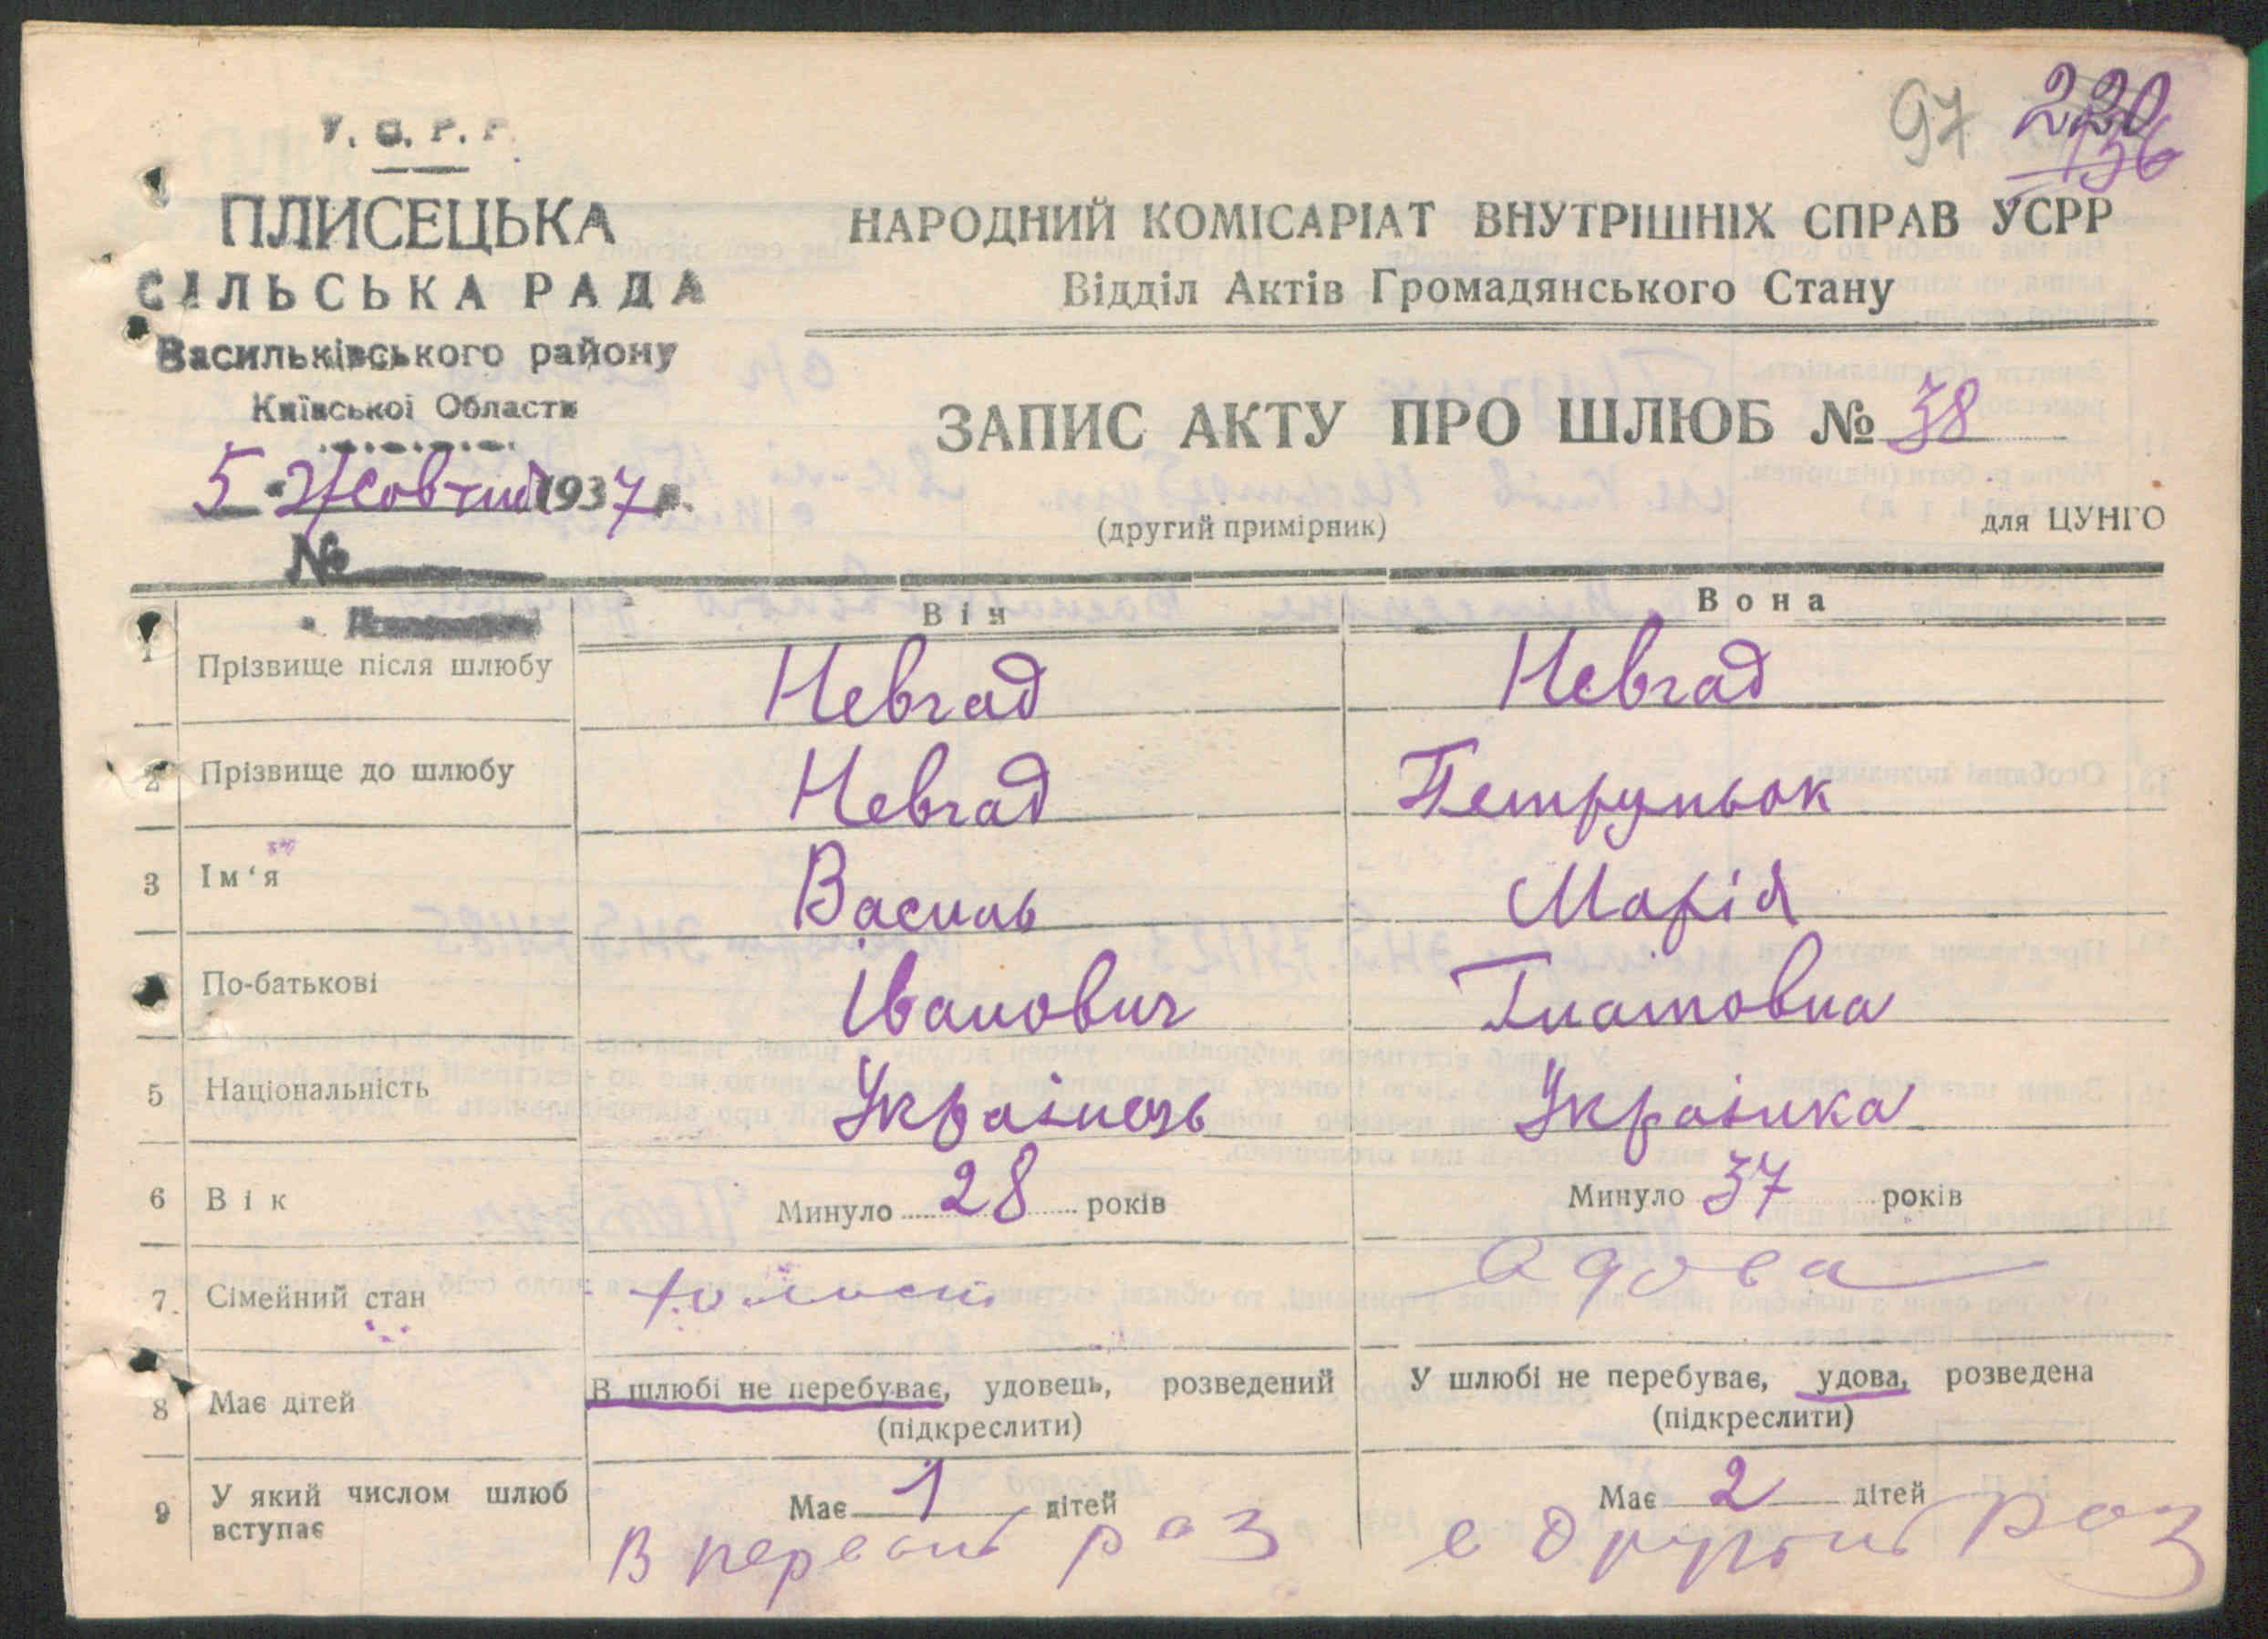 97 220
136
У. С. Р. Р.
ПЛИСЕЦЬКА
СІЛЬСЬКА РАДА
Васильківського району
Київської Области
5 Жовтня 1937 р.
№
НАРОДНИЙ КОМІСАРІАТ ВНУТРІШНІХ СПРАВ УСРР
Відділ Актів Громадянського Стану
ЗАПИС АКТУ ПРО ШЛЮБ № 38
(другий примірник) для ЦУНГО
Він Вона
1 Прізвище після шлюбу Невгад Невгад
2 Прізвище до шлюбу Невгад Петруньок
3 Ім‘я Василь Марія
По-батькові Іванович Гнатовна
5 Національність Українець Українка
6 Вік Минуло 28 років Минуло 37 років
7 Сімейний стан холост вдова
8 Має дітей В шлюбі не перебуває, удовець, розведений У шлюбі не перебуває, удова, розведена
(підкреслити) (підкреслити)
9 У який числом шлюб вступає Має 1 дітей Має 2 дітей
В первий раз в другий раз